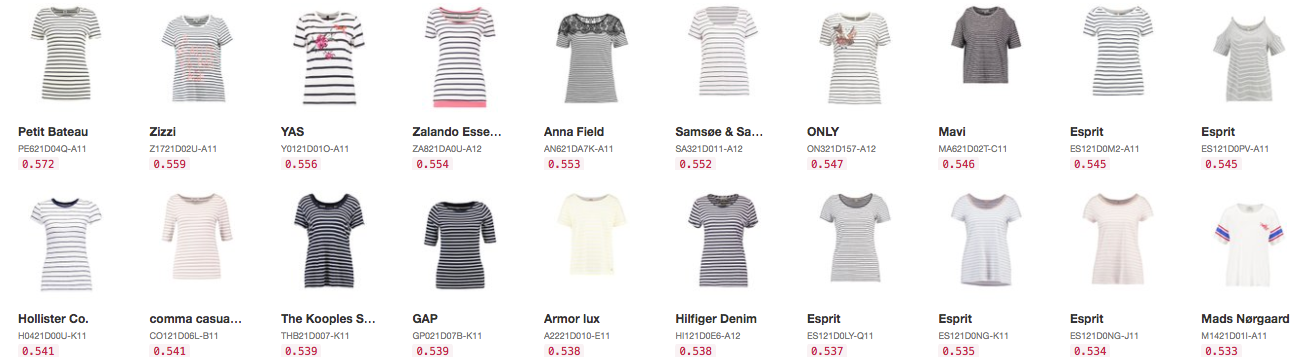 Petit Bateau Zizzi YAS Zalando Esse... Anna Field Samsøe & Sa... ONLY Mavi Esprit Esprit
PE621D04Q-A11 Z1721D02U-A11 Y0121D01O-A11 ZA821DA0U-A12 AN621DA7K-A11 SA321D011-A12 ON321D157-A12 MA621D02T-C11 ES121D0M2-A11 ES121D0PV-A11
0.572 0.559 0.556 0.554 0.553 0.552 0.547 0.546 0.545 0.545
Hollister Co. comma casua... The Kooples S... GAP Armor lux Hilfiger Denim Esprit Esprit Esprit Mads Nørgaard
H0421D00U-K11 CO121D06L-B11 THB21D007-K11 GP021D07B-K11 A2221D010-E11 HI121D0E6-A12 ES121D0LY-Q11 ES121D0NG-K11 ES121D0NG-J11 M1421D01I-A11
0.541 0.541 0.539 0.539 0.538 0.538 0.537 0.535 0.534 0.533